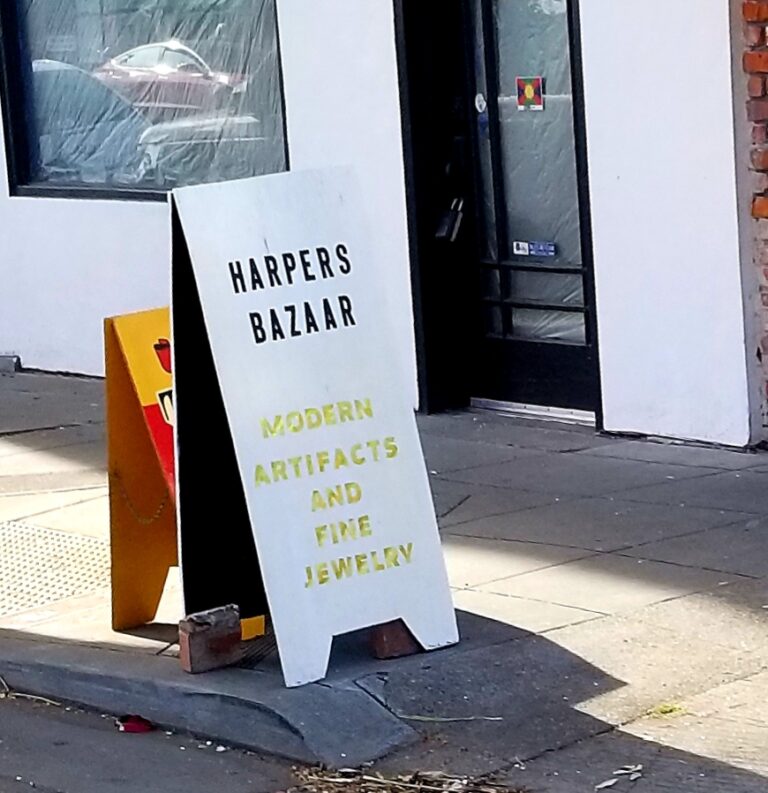 HARPERS
BAZAAR
MODERN
ARTIFACTS
AND
FINE
JEWELRY